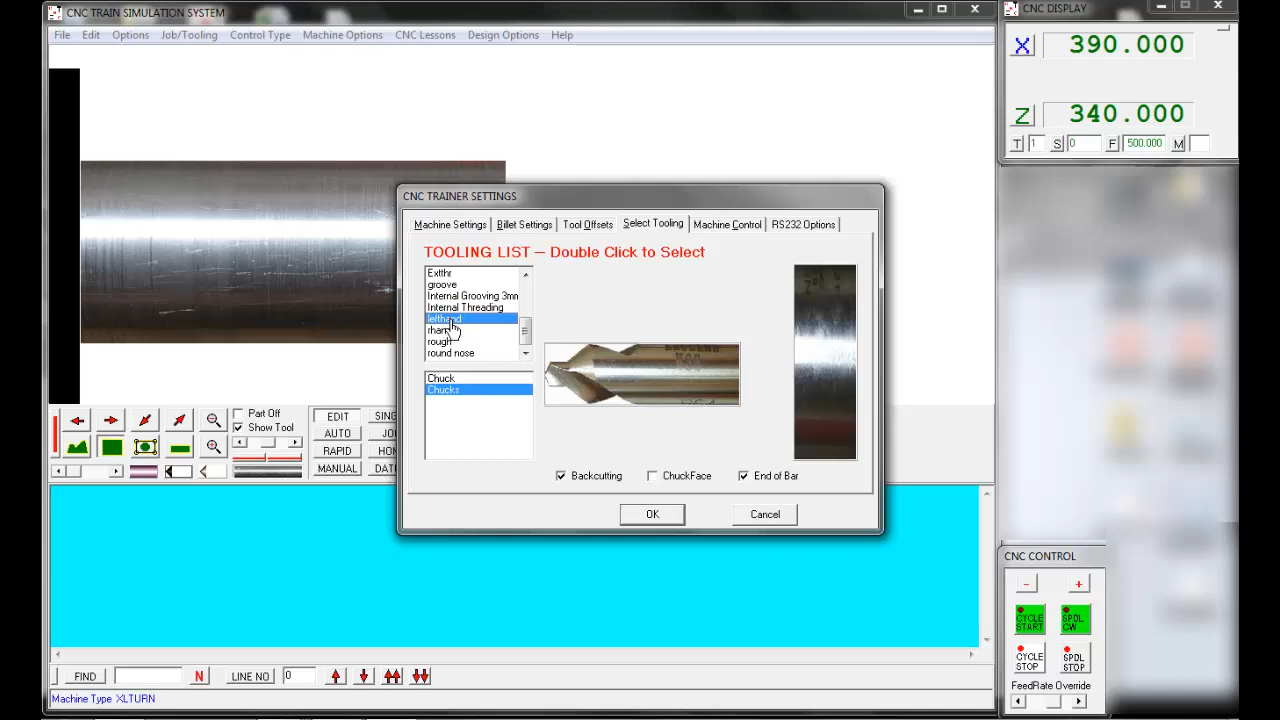 CNC TRAIN SIMULATION SYSTEM
File Edit Options Job/Tooling Control Type Machine Options CNC Lessons Design Options Help
CNC DISPLAY
X 390.000
Z 340.000
T 1 S 0 F 500.000 M
CNC TRAINER SETTINGS
Machine Settings Billet Settings Tool Offsets Select Tooling Machine Control RS232 Options
TOOLING LIST – Double Click to Select
Extthr
groove
Internal Grooving 3mm
Internal Threading
lefthand
rough
round nose
Chuck
Chucks
Backcutting ChuckFace End of Bar
OK Cancel
Part Off
Show Tool
EDIT
AUTO
RAPID
MANUAL
SING
JO
HO
DAT
CNC CONTROL
- +
CYCLE START
SPDL CW
CYCLE STOP
SPDL STOP
FeedRate Override
FIND N LINE NO 0
Machine Type XLTURN